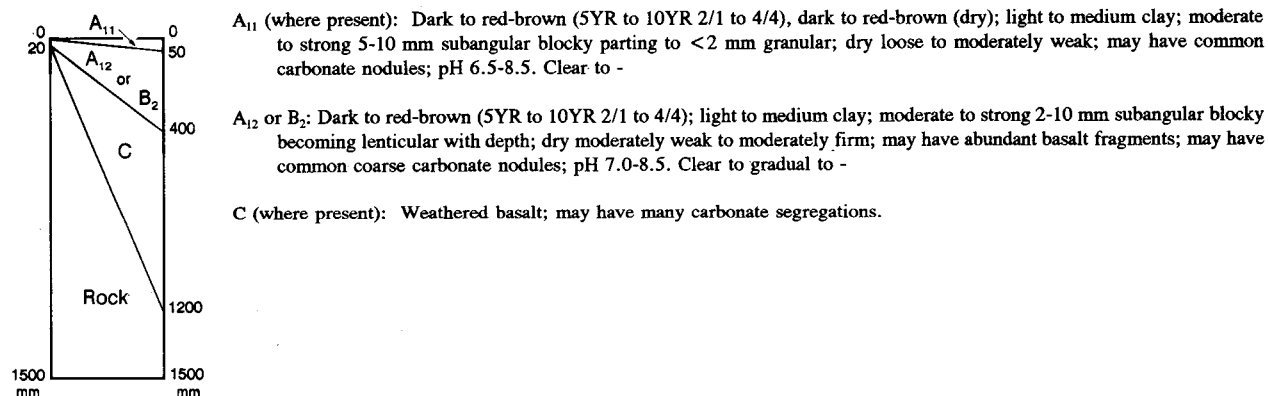 A₁₁
0
0
20
50
A₁₂
or
B₂
400
C
Rock
1200
1500
1500
mm
mm
A₁₁ (where present): Dark to red-brown (5YR to 10YR 2/1 to 4/4), dark to red-brown (dry); light to medium clay; moderate
to strong 5-10 mm subangular blocky parting to <2 mm granular; dry loose to moderately weak; may have common
carbonate nodules; pH 6.5-8.5. Clear to -
A₁₂ or B₂: Dark to red-brown (5YR to 10YR 2/1 to 4/4); light to medium clay; moderate to strong 2-10 mm subangular blocky
becoming lenticular with depth; dry moderately weak to moderately firm; may have abundant basalt fragments; may have
common coarse carbonate nodules; pH 7.0-8.5. Clear to gradual to -
C (where present): Weathered basalt; may have many carbonate segregations.